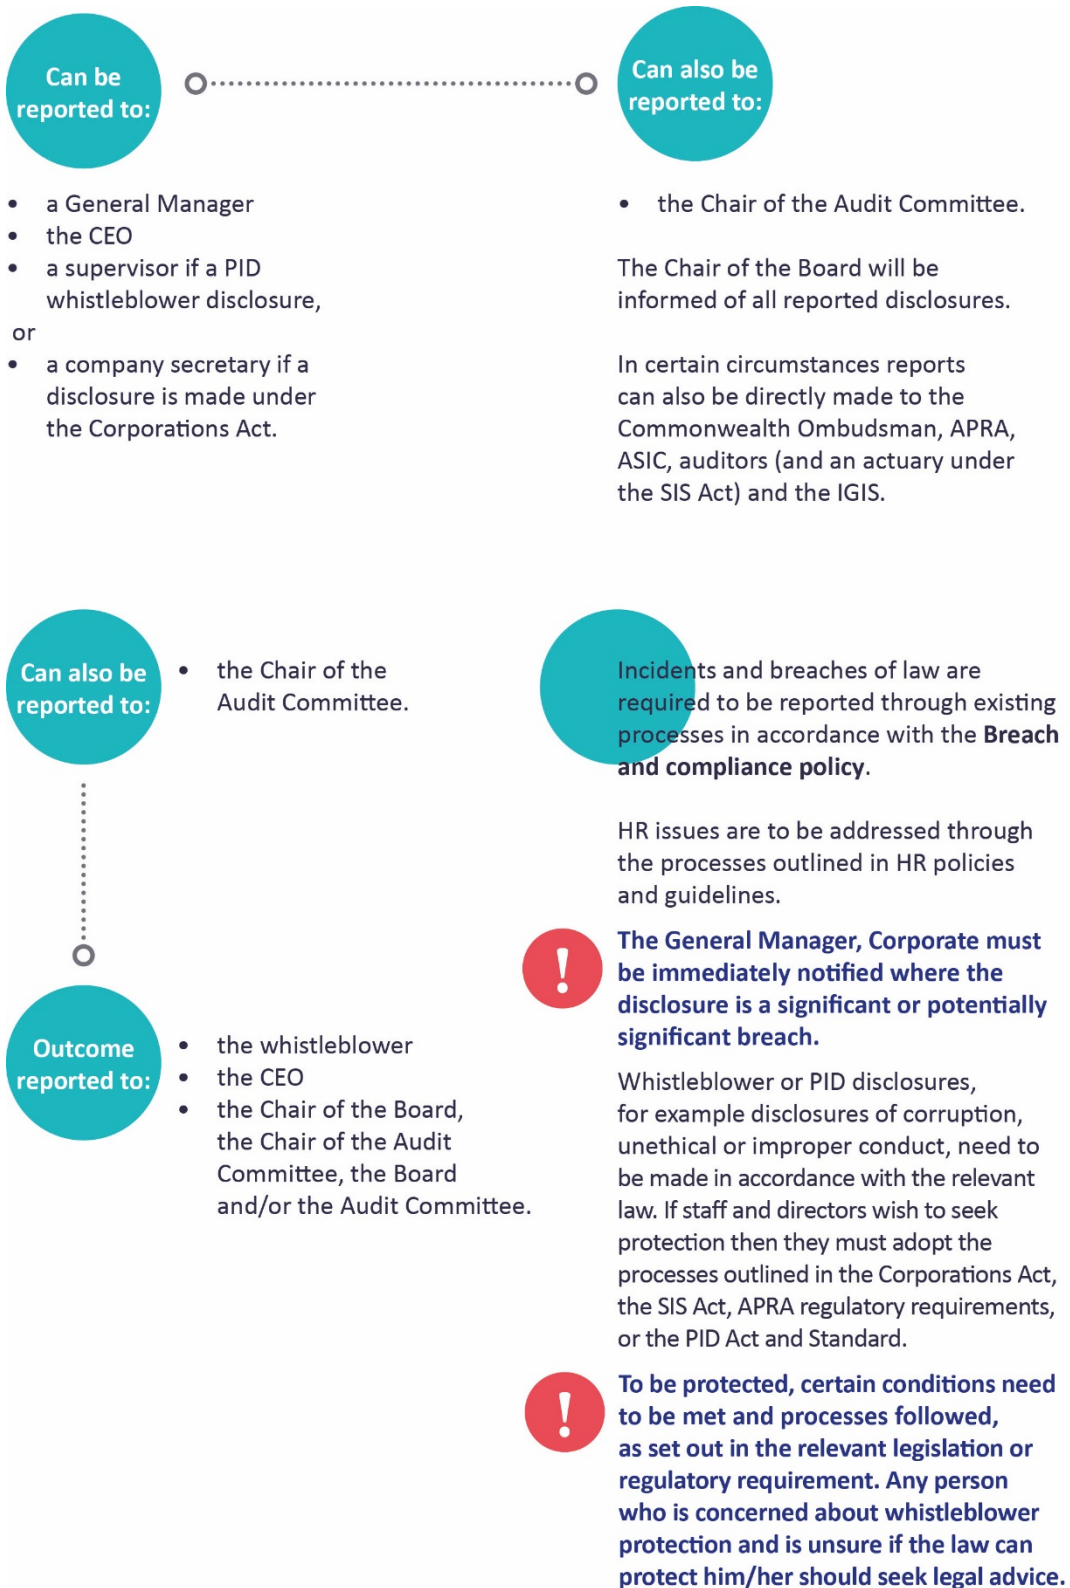 Can be
reported to:
Can also be
reported to:
• a General Manager
• the CEO
• a supervisor if a PID
whistleblower disclosure,
or
• a company secretary if a
disclosure is made under
the Corporations Act.
• the Chair of the Audit Committee.
The Chair of the Board will be
informed of all reported disclosures.
In certain circumstances reports
can also be directly made to the
Commonwealth Ombudsman, APRA,
ASIC, auditors (and an actuary under
the SIS Act) and the IGIS.
Can also be
reported to:
• the Chair of the
Audit Committee.
Outcome
reported to:
• the whistleblower
• the CEO
• the Chair of the Board,
the Chair of the Audit
Committee, the Board
and/or the Audit Committee.
Incidents and breaches of law are
required to be reported through existing
processes in accordance with the Breach
and compliance policy.
HR issues are to be addressed through
the processes outlined in HR policies
and guidelines.
!
The General Manager, Corporate must
be immediately notified where the
disclosure is a significant or potentially
significant breach.
Whistleblower or PID disclosures,
for example disclosures of corruption,
unethical or improper conduct, need to
be made in accordance with the relevant
law. If staff and directors wish to seek
protection then they must adopt the
processes outlined in the Corporations Act,
the SIS Act, APRA regulatory requirements,
or the PID Act and Standard.
!
To be protected, certain conditions need
to be met and processes followed,
as set out in the relevant legislation or
regulatory requirement. Any person
who is concerned about whistleblower
protection and is unsure if the law can
protect him/her should seek legal advice.